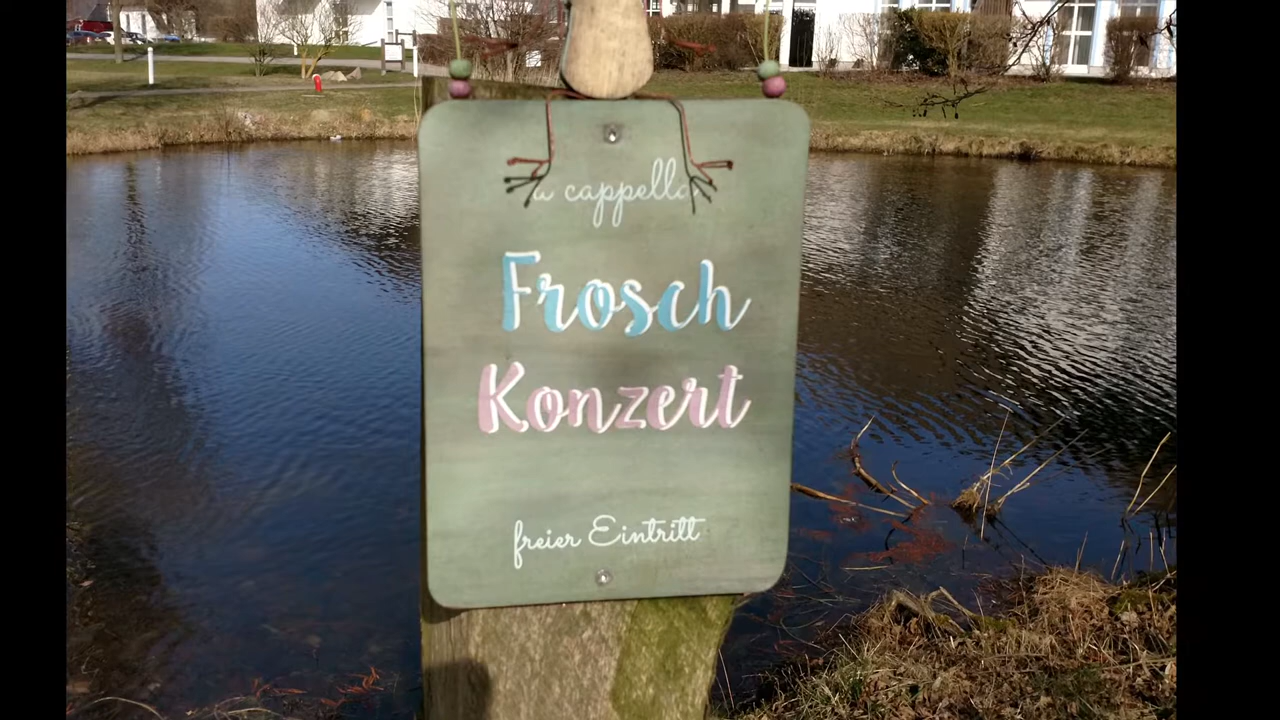 a cappella
Frosch
Konzert
freier Eintritt